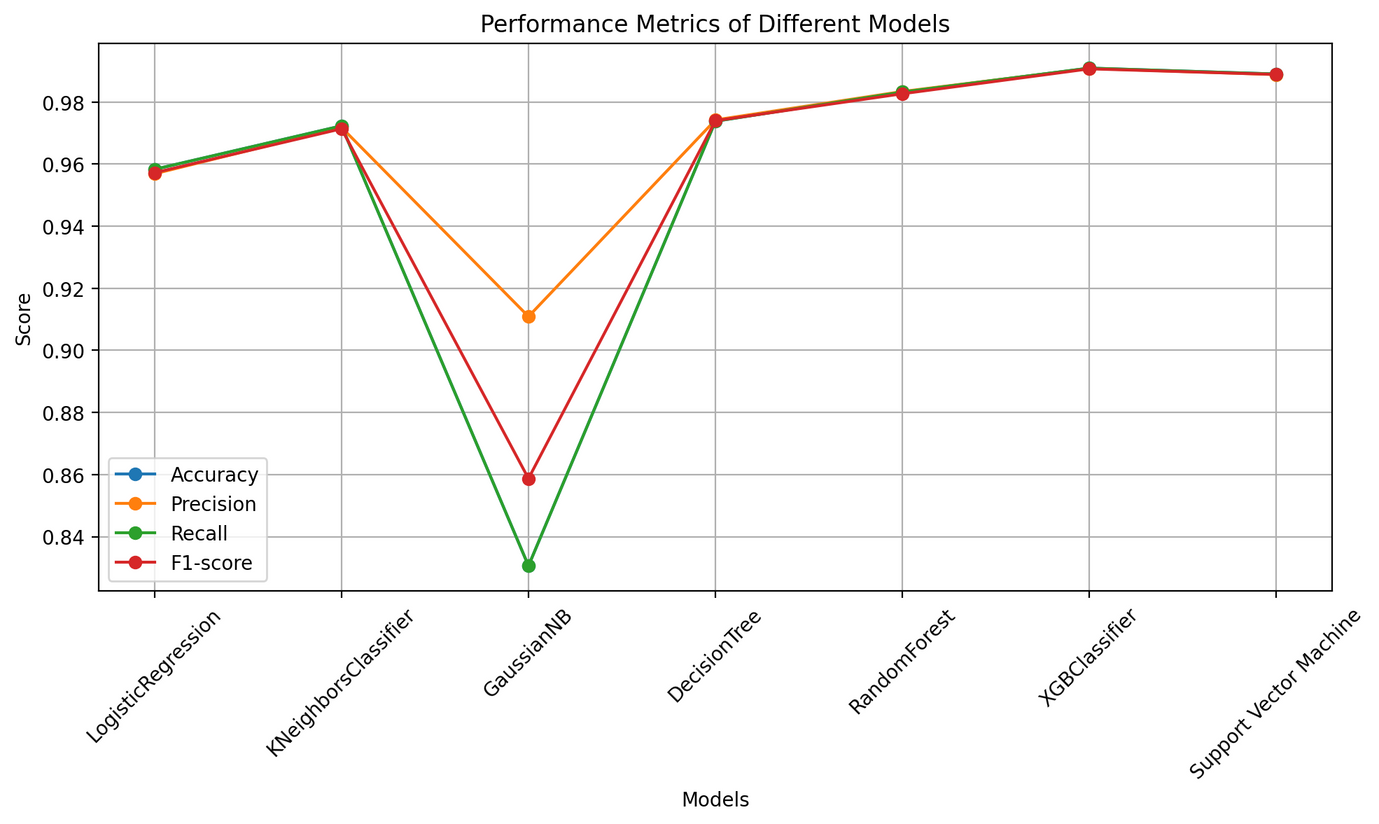 Performance Metrics of Different Models
Score
0.98
0.96
0.94
0.92
0.90
0.88
0.86
0.84
Accuracy
Precision
Recall
F1-score
LogisticRegression
KNeighborsClassifier
GaussianNB
DecisionTree
RandomForest
XGBClassifier
Support Vector Machine
Models